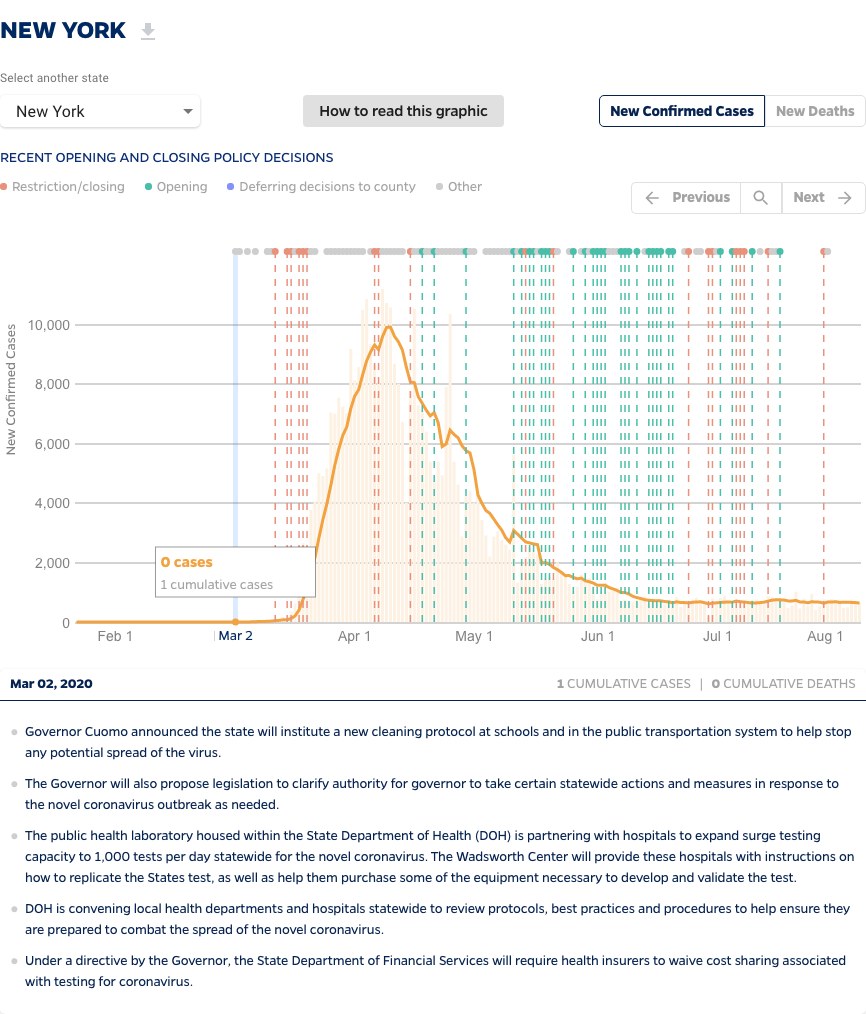 NEW YORK
Select another state
New York
How to read this graphic
New Confirmed Cases
New Deaths
RECENT OPENING AND CLOSING POLICY DECISIONS
Restriction/closing
Opening
Deferring decisions to county
Other
Previous
Next
New Confirmed Cases
10,000
8,000
6,000
4,000
2,000
0
0 cases
1 cumulative cases
Feb 1
Mar 2
Apr 1
May 1
Jun 1
Jul 1
Aug 1
Mar 02, 2020
1 CUMULATIVE CASES | 0 CUMULATIVE DEATHS
Governor Cuomo announced the state will institute a new cleaning protocol at schools and in the public transportation system to help stop
any potential spread of the virus.
The Governor will also propose legislation to clarify authority for governor to take certain statewide actions and measures in response to
the novel coronavirus outbreak as needed.
The public health laboratory housed within the State Department of Health (DOH) is partnering with hospitals to expand surge testing
capacity to 1,000 tests per day statewide for the novel coronavirus. The Wadsworth Center will provide these hospitals with instructions on
how to replicate the States test, as well as help them purchase some of the equipment necessary to develop and validate the test.
DOH is convening local health departments and hospitals statewide to review protocols, best practices and procedures to help ensure they
are prepared to combat the spread of the novel coronavirus.
Under a directive by the Governor, the State Department of Financial Services will require health insurers to waive cost sharing associated
with testing for coronavirus.